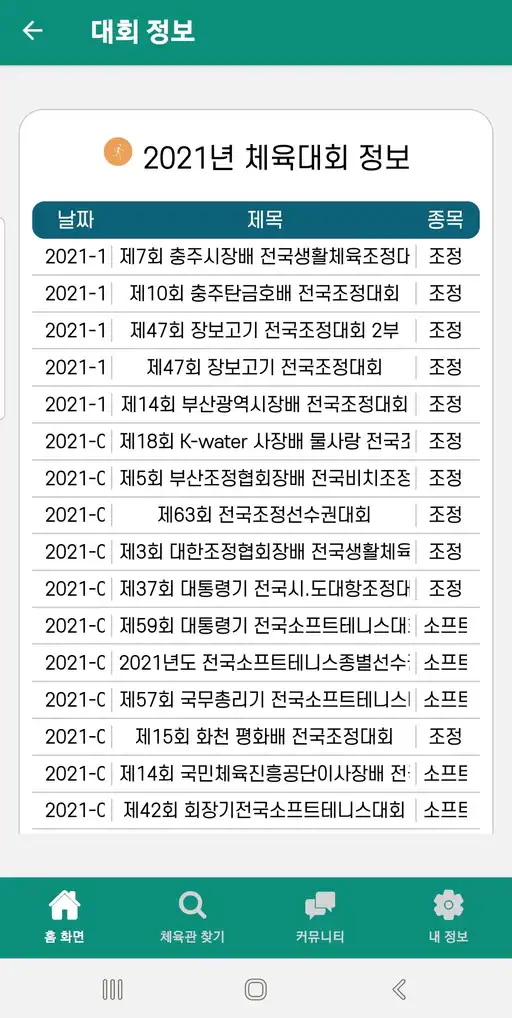 대회 정보
2021년 체육대회 정보
날짜 제목 종목
2021-1 제7회 충주시장배 전국생활체육조정대 조정
2021-1 제10회 충주탄금호배 전국조정대회 조정
2021-1 제47회 장보고기 전국조정대회 2부 조정
2021-1 제47회 장보고기 전국조정대회 조정
2021-1 제14회 부산광역시장배 전국조정대회 조정
2021-0 제18회 K-water 사장배 물사랑 전국조 조정
2021-0 제5회 부산조정협회장배 전국비치조정 조정
2021-0 제63회 전국조정선수권대회 조정
2021-0 제3회 대한조정협회장배 전국생활체육 조정
2021-0 제37회 대통령기 전국시.도대항조정대 조정
2021-0 제59회 대통령기 전국소프트테니스대회 소프트
2021-0 2021년도 전국소프트테니스종별선수 소프트
2021-0 제57회 국무총리기 전국소프트테니스 소프트
2021-0 제15회 화천 평화배 전국조정대회 조정
2021-0 제14회 국민체육진흥공단이사장배 전 소프트
2021-0 제42회 회장기전국소프트테니스대회 소프트
홈 화면 체육관 찾기 커뮤니티 내 정보